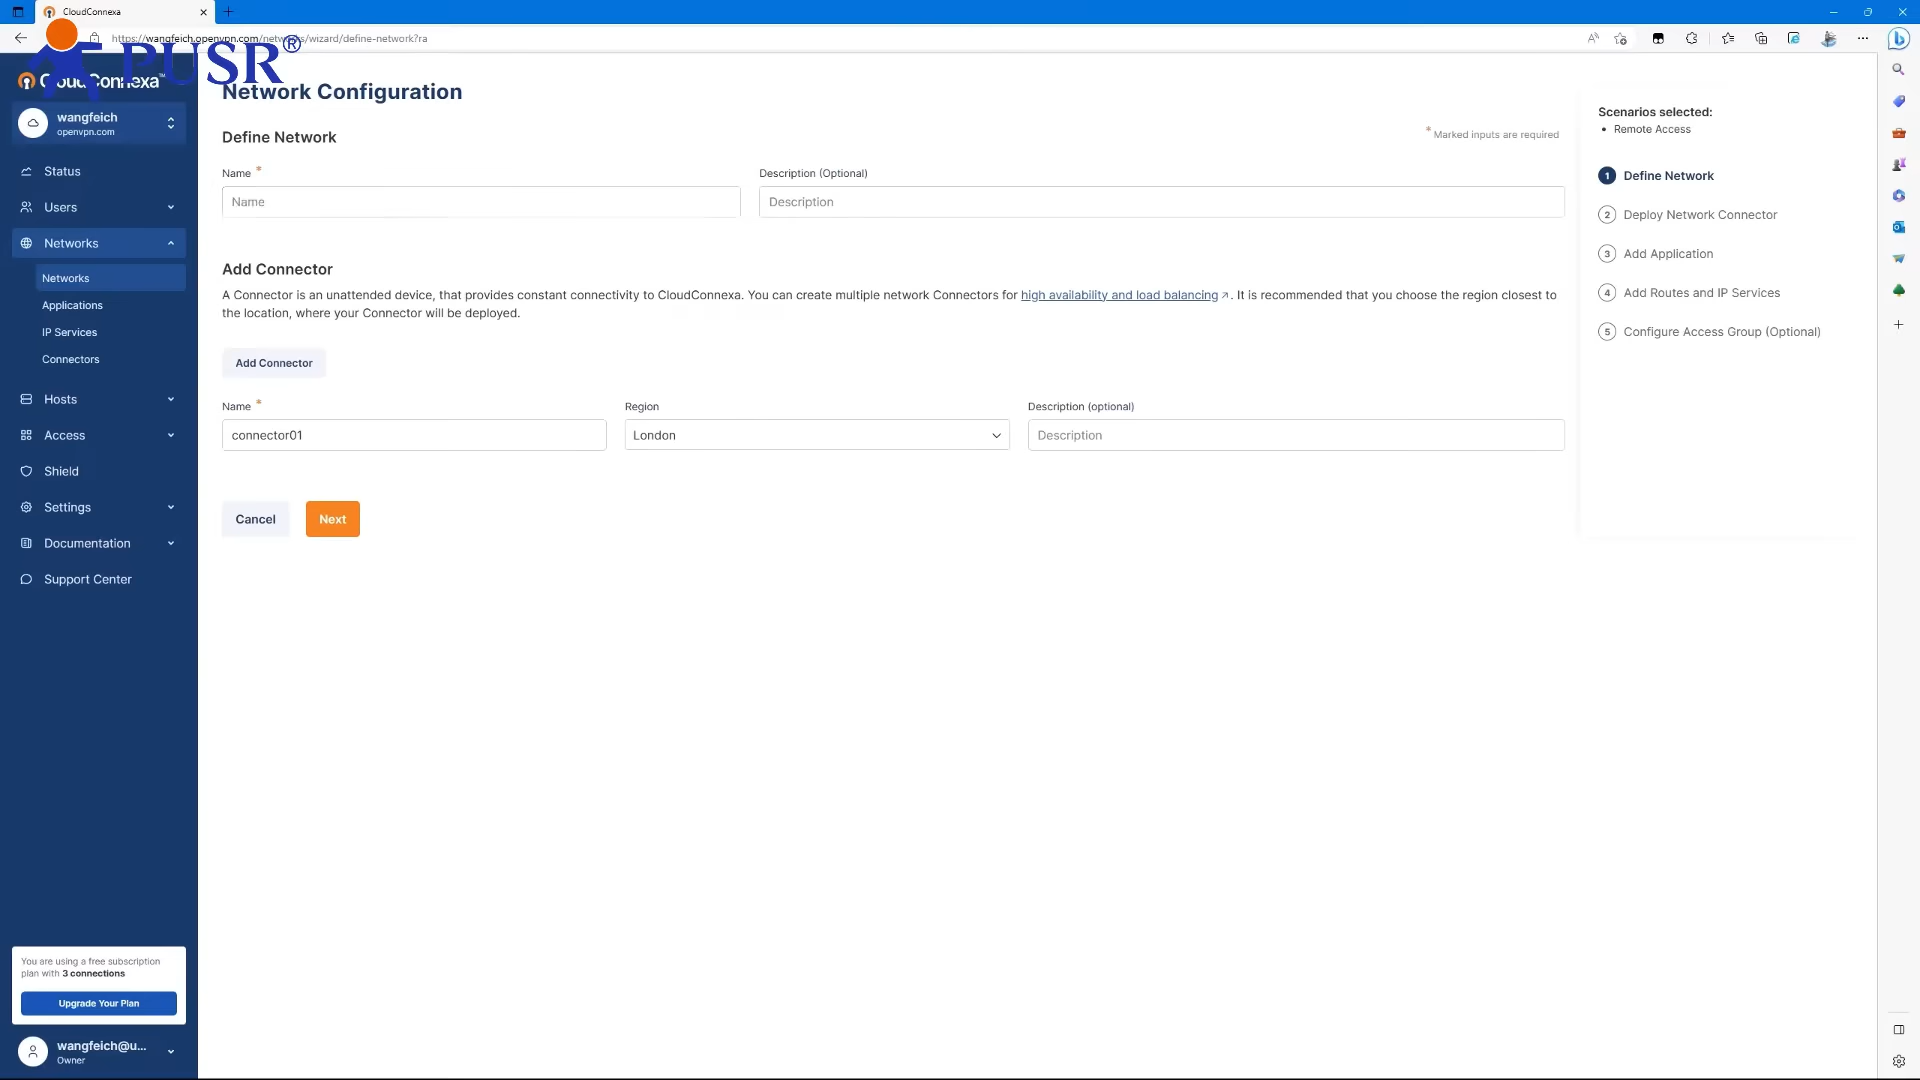 CloudConnexa
https://wangfeich.openvpn.com/networks/wizard/define-network?ra
PUSR®
CloudConnexa™
wangfeich
openvpn.com
Status
Users
Networks
Networks
Applications
IP Services
Connectors
Hosts
Access
Shield
Settings
Documentation
Support Center
You are using a free subscription
plan with 3 connections
Upgrade Your Plan
wangfeich@u...
Owner
Network Configuration
Define Network
* Marked inputs are required
Name *
Description (Optional)
Name
Description
Add Connector
A Connector is an unattended device, that provides constant connectivity to CloudConnexa. You can create multiple network Connectors for high availability and load balancing ↗. It is recommended that you choose the region closest to
the location, where your Connector will be deployed.
Add Connector
Name *
Region
Description (optional)
connector01
London
Description
Cancel
Next
Scenarios selected:
• Remote Access
1 Define Network
2 Deploy Network Connector
3 Add Application
4 Add Routes and IP Services
5 Configure Access Group (Optional)